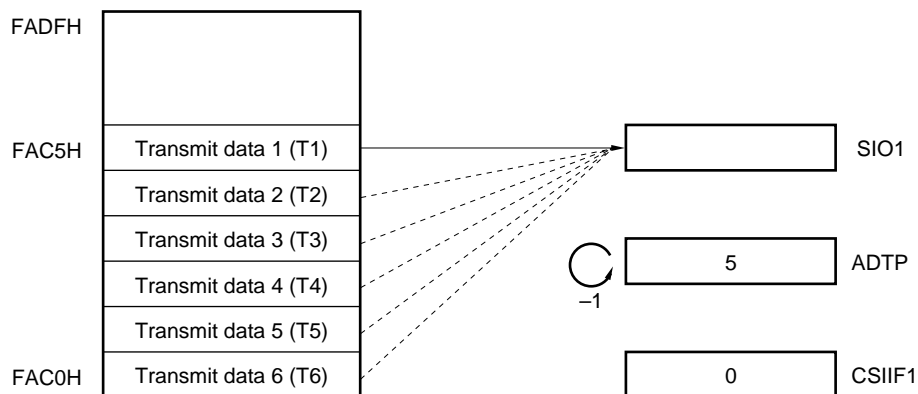 FADFH
FAC5H Transmit data 1 (T1) SIO1
Transmit data 2 (T2)
Transmit data 3 (T3) 5 ADTP
Transmit data 4 (T4) –1
Transmit data 5 (T5)
FAC0H Transmit data 6 (T6) 0 CSIIF1